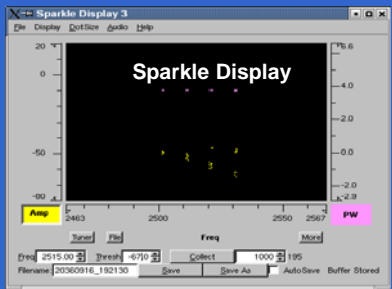 Sparkle Display 3
File Display DotSize Audio Help
Sparkle Display
20
0
-50
-80
6.6
4.0
-0.0
-2.0
-2.9
Amp
2463 2500 2550 2567
PW
Tuner File Freq More
Freq 2515.00 Thresh -67.0 Collect 1000 195
Filename 20360916_192130 Save Save As AutoSave Buffer Stored